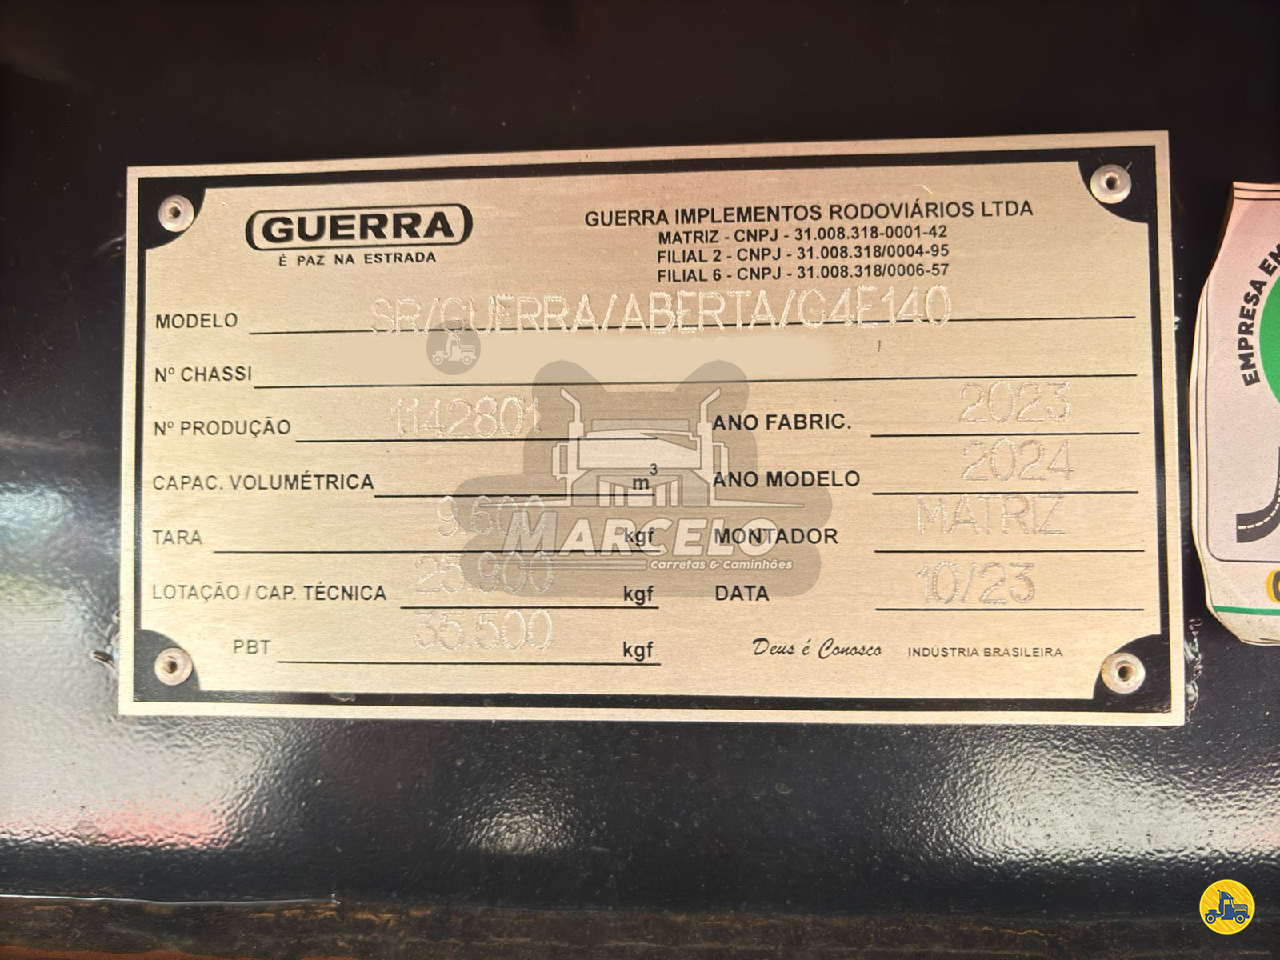 GUERRA
É PAZ NA ESTRADA
GUERRA IMPLEMENTOS RODOVIÁRIOS LTDA
MATRIZ - CNPJ - 31.008.318-0001-42
FILIAL 2 - CNPJ - 31.008.318/0004-95
FILIAL 6 - CNPJ - 31.008.318/0006-57
MODELO SR/GUERRA/ABERTA/G4E140
Nº CHASSI
Nº PRODUÇÃO 1142801 ANO FABRIC. 2023
CAPAC. VOLUMÉTRICA m³ ANO MODELO 2024
TARA kgf MONTADOR MATRIZ
LOTAÇÃO / CAP. TÉCNICA kgf DATA 10/23
PBT 35.500 kgf Deus é Conosco INDÚSTRIA BRASILEIRA
MARCELO
Carretas & Caminhões
EMPRESA